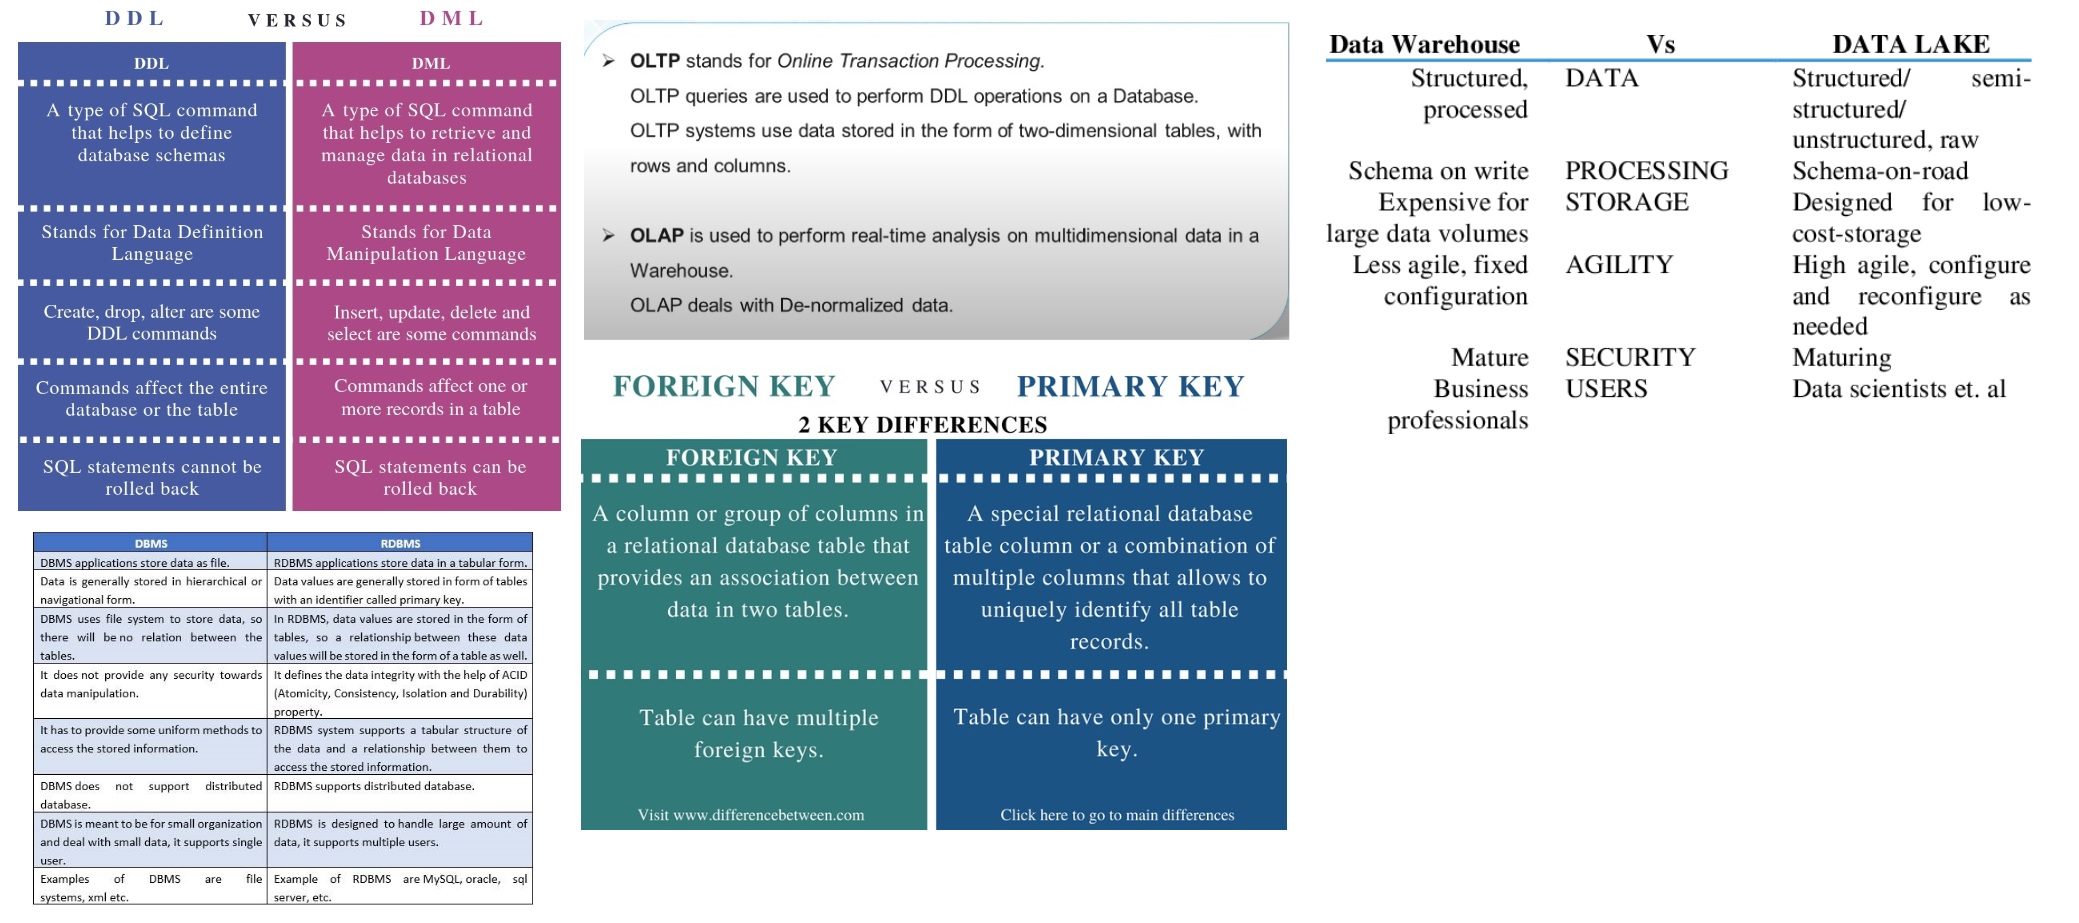 DDL VERSUS DML
DDL
A type of SQL command
that helps to define
database schemas
Stands for Data Definition
Language
Create, drop, alter are some
DDL commands
Commands affect the entire
database or the table
SQL statements cannot be
rolled back
DML
A type of SQL command
that helps to retrieve and
manage data in relational
databases
Stands for Data
Manipulation Language
Insert, update, delete and
select are some commands
Commands affect one or
more records in a table
SQL statements can be
rolled back
DBMS RDBMS
DBMS applications store data as file.
RDBMS applications store data in a tabular form.
Data is generally stored in hierarchical or
navigational form.
Data values are generally stored in form of tables
with an identifier called primary key.
DBMS uses file system to store data, so
there will be no relation between the
tables.
In RDBMS, data values are stored in the form of
tables, so a relationship between these data
values will be stored in the form of a table as well.
It does not provide any security towards
data manipulation.
It defines the data integrity with the help of ACID
(Atomicity, Consistency, Isolation and Durability)
property.
It has to provide some uniform methods to
access the stored information.
RDBMS system supports a tabular structure of
the data and a relationship between them to
access the stored information.
DBMS does not support distributed
database.
RDBMS supports distributed database.
DBMS is meant to be for small organization
and deal with small data, it supports single
user.
RDBMS is designed to handle large amount of
data, it supports multiple users.
Examples of DBMS are file
systems, xml etc.
Example of RDBMS are MySQL, oracle, sql
server, etc.
➢ OLTP stands for Online Transaction Processing.
OLTP queries are used to perform DDL operations on a Database.
OLTP systems use data stored in the form of two-dimensional tables, with
rows and columns.
➢ OLAP is used to perform real-time analysis on multidimensional data in a
Warehouse.
OLAP deals with De-normalized data.
FOREIGN KEY VERSUS PRIMARY KEY
2 KEY DIFFERENCES
FOREIGN KEY
A column or group of columns in
a relational database table that
provides an association between
data in two tables.
Table can have multiple
foreign keys.
Visit www.differencebetween.com
PRIMARY KEY
A special relational database
table column or a combination of
multiple columns that allows to
uniquely identify all table
records.
Table can have only one primary
key.
Click here to go to main differences
Data Warehouse Vs DATA LAKE
Structured, DATA Structured/ semi-
processed structured/
unstructured, raw
Schema on write PROCESSING Schema-on-road
Expensive for STORAGE Designed for low-
large data volumes cost-storage
Less agile, fixed AGILITY High agile, configure
configuration and reconfigure as
needed
Mature SECURITY Maturing
Business USERS Data scientists et. al
professionals